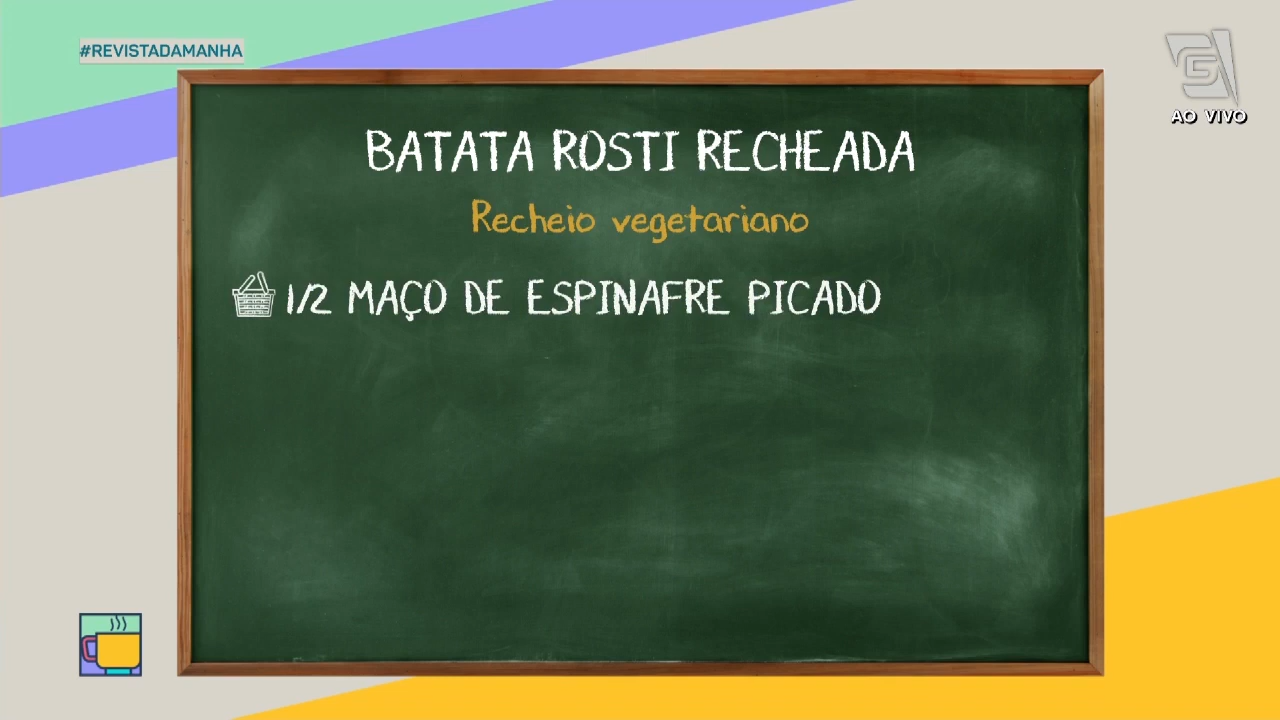 #REVISTADAMANHA
G
AO VIVO
BATATA ROSTI RECHEADA
Recheio vegetariano
1/2 MAÇO DE ESPINAFRE PICADO